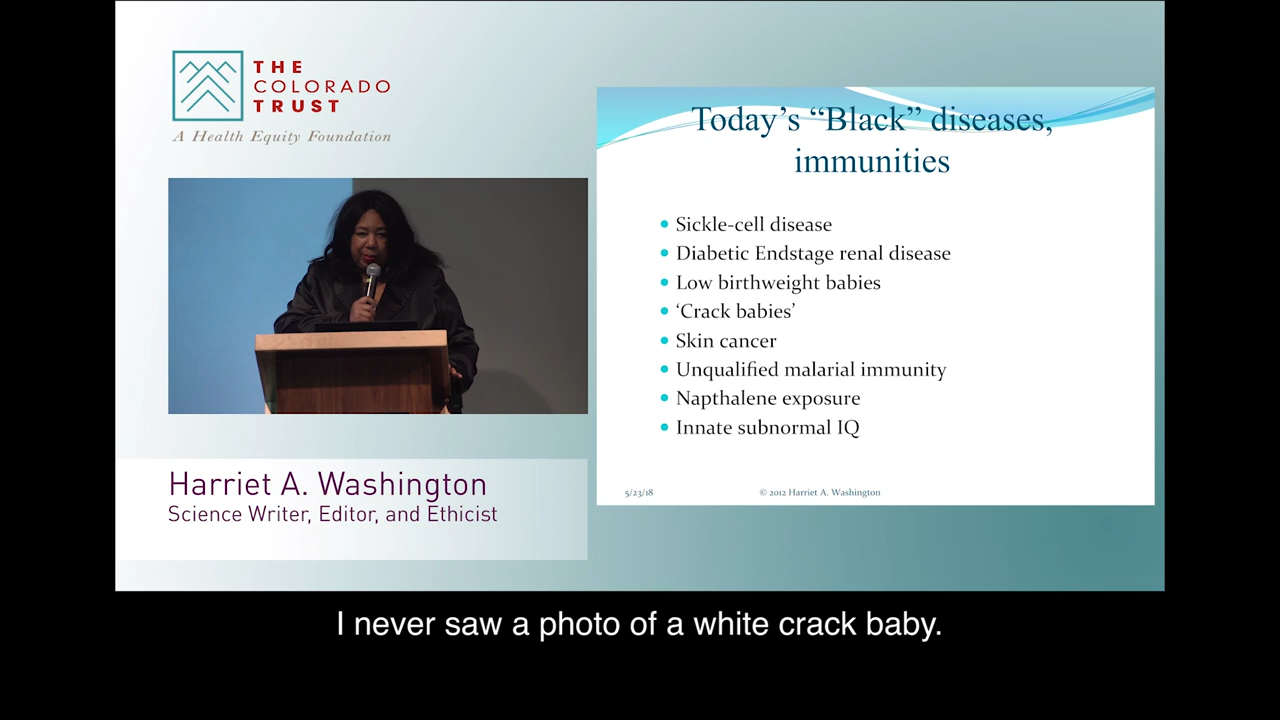 THE
COLORADO
TRUST
A Health Equity Foundation
Today's “Black” diseases,
immunities
Sickle-cell disease
Diabetic Endstage renal disease
Low birthweight babies
‘Crack babies’
Skin cancer
Unqualified malarial immunity
Napthalene exposure
Innate subnormal IQ
5/23/18
© 2012 Harriet A. Washington
Harriet A. Washington
Science Writer, Editor, and Ethicist
I never saw a photo of a white crack baby.